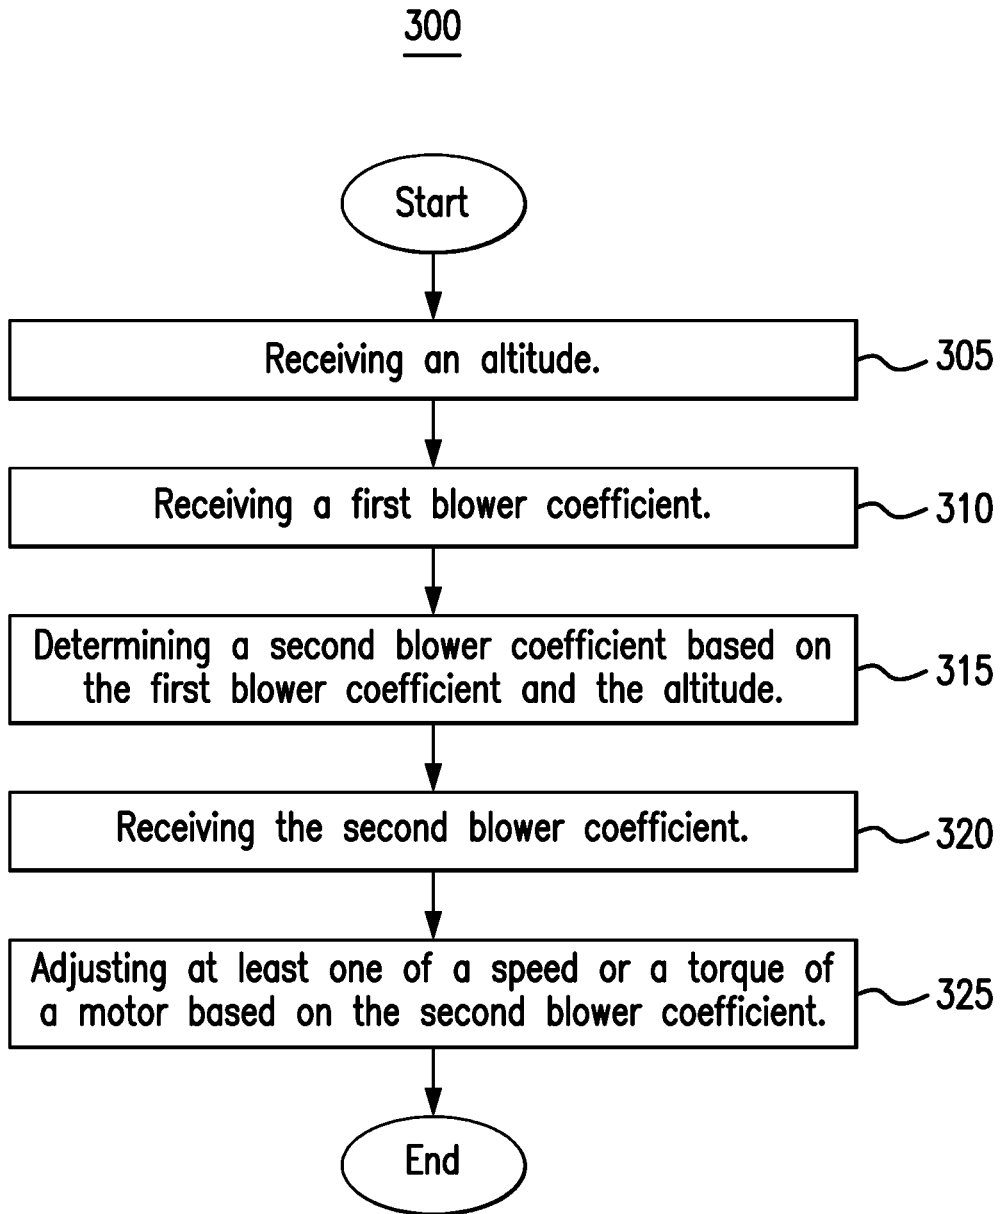 300
Start
Receiving an altitude.
305
Receiving a first blower coefficient.
310
Determining a second blower coefficient based on
the first blower coefficient and the altitude.
315
Receiving the second blower coefficient.
320
Adjusting at least one of a speed or a torque of
a motor based on the second blower coefficient.
325
End